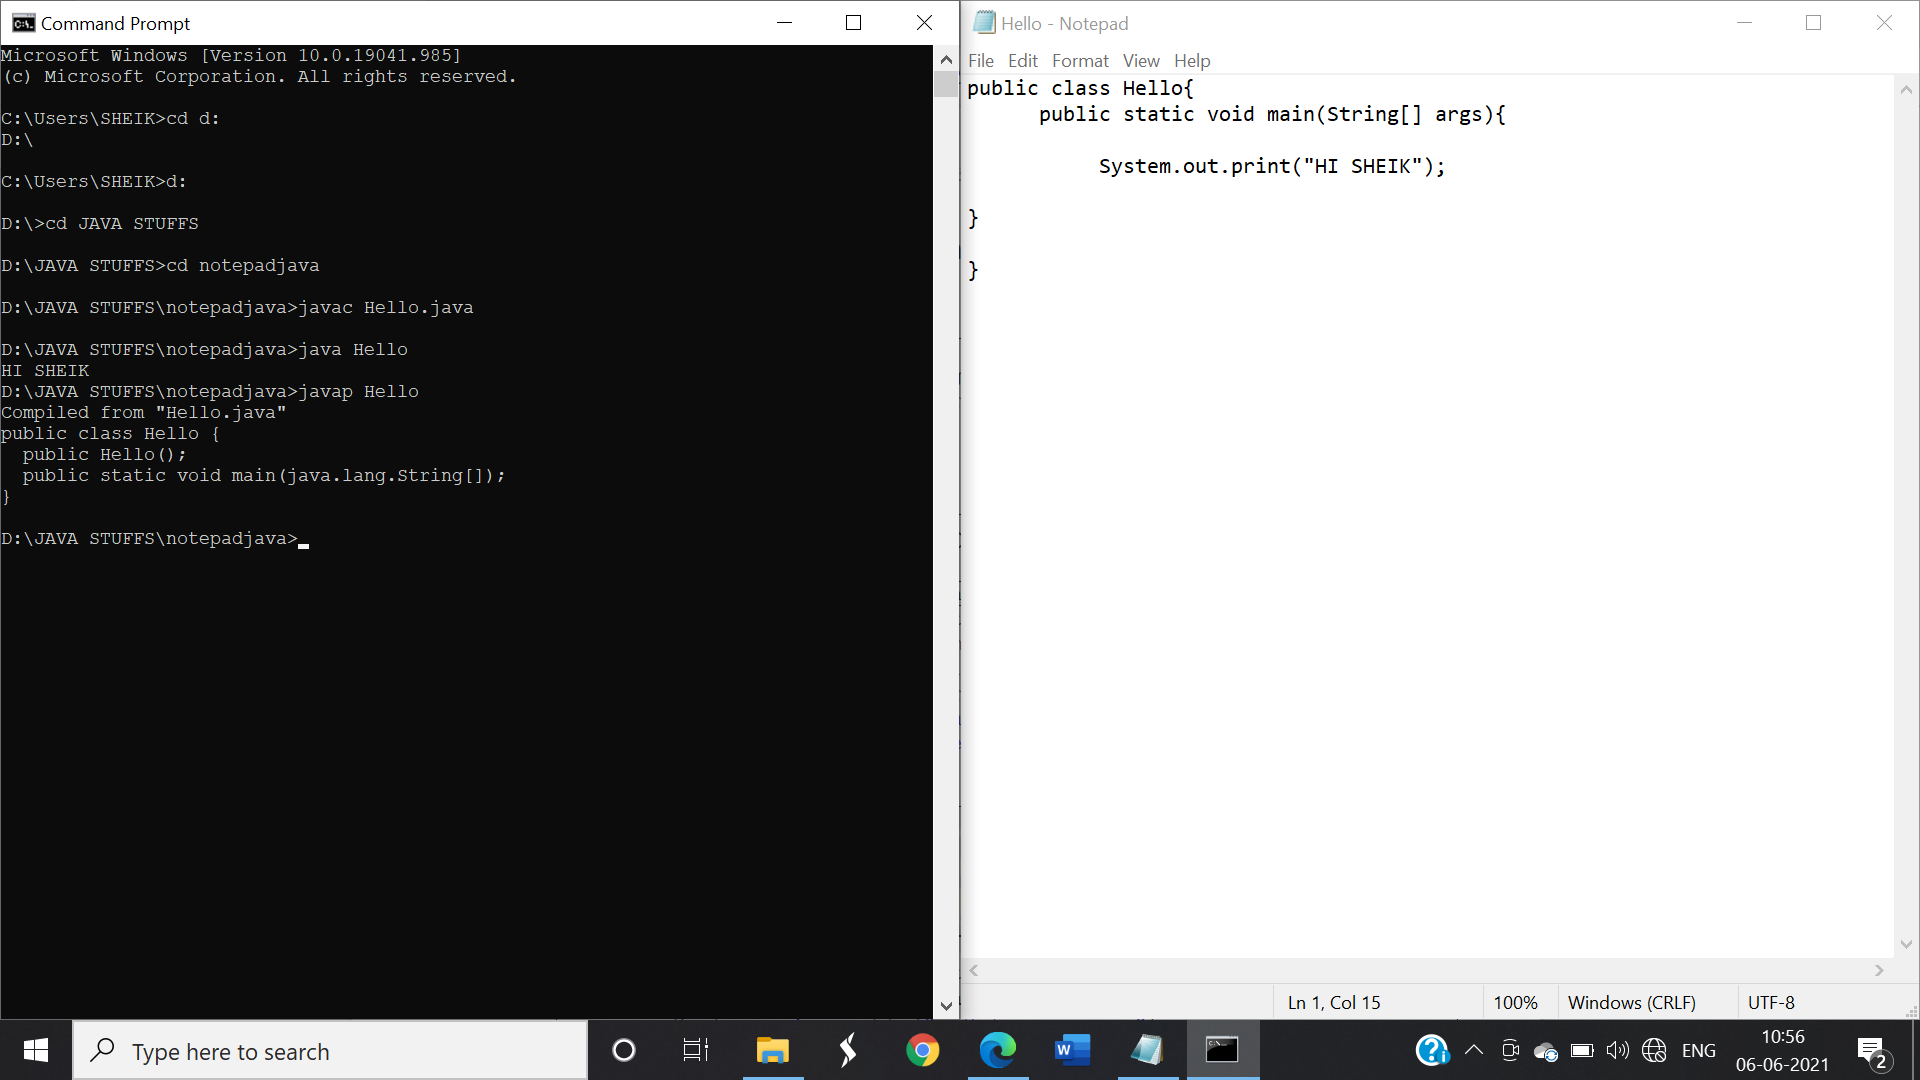 Command Prompt
Microsoft Windows [Version 10.0.19041.985]
(c) Microsoft Corporation. All rights reserved.
C:\Users\SHEIK>cd d:
D:\
C:\Users\SHEIK>d:
D:\>cd JAVA STUFFS
D:\JAVA STUFFS>cd notepadjava
D:\JAVA STUFFS\notepadjava>javac Hello.java
D:\JAVA STUFFS\notepadjava>java Hello
HI SHEIK
D:\JAVA STUFFS\notepadjava>javap Hello
Compiled from "Hello.java"
public class Hello {
  public Hello();
  public static void main(java.lang.String[]);
}
D:\JAVA STUFFS\notepadjava>
Hello - Notepad
File Edit Format View Help
public class Hello{
      public static void main(String[] args){
           System.out.print("HI SHEIK");
}
}
Ln 1, Col 15 100% Windows (CRLF) UTF-8
Type here to search
ENG
10:56
06-06-2021
2